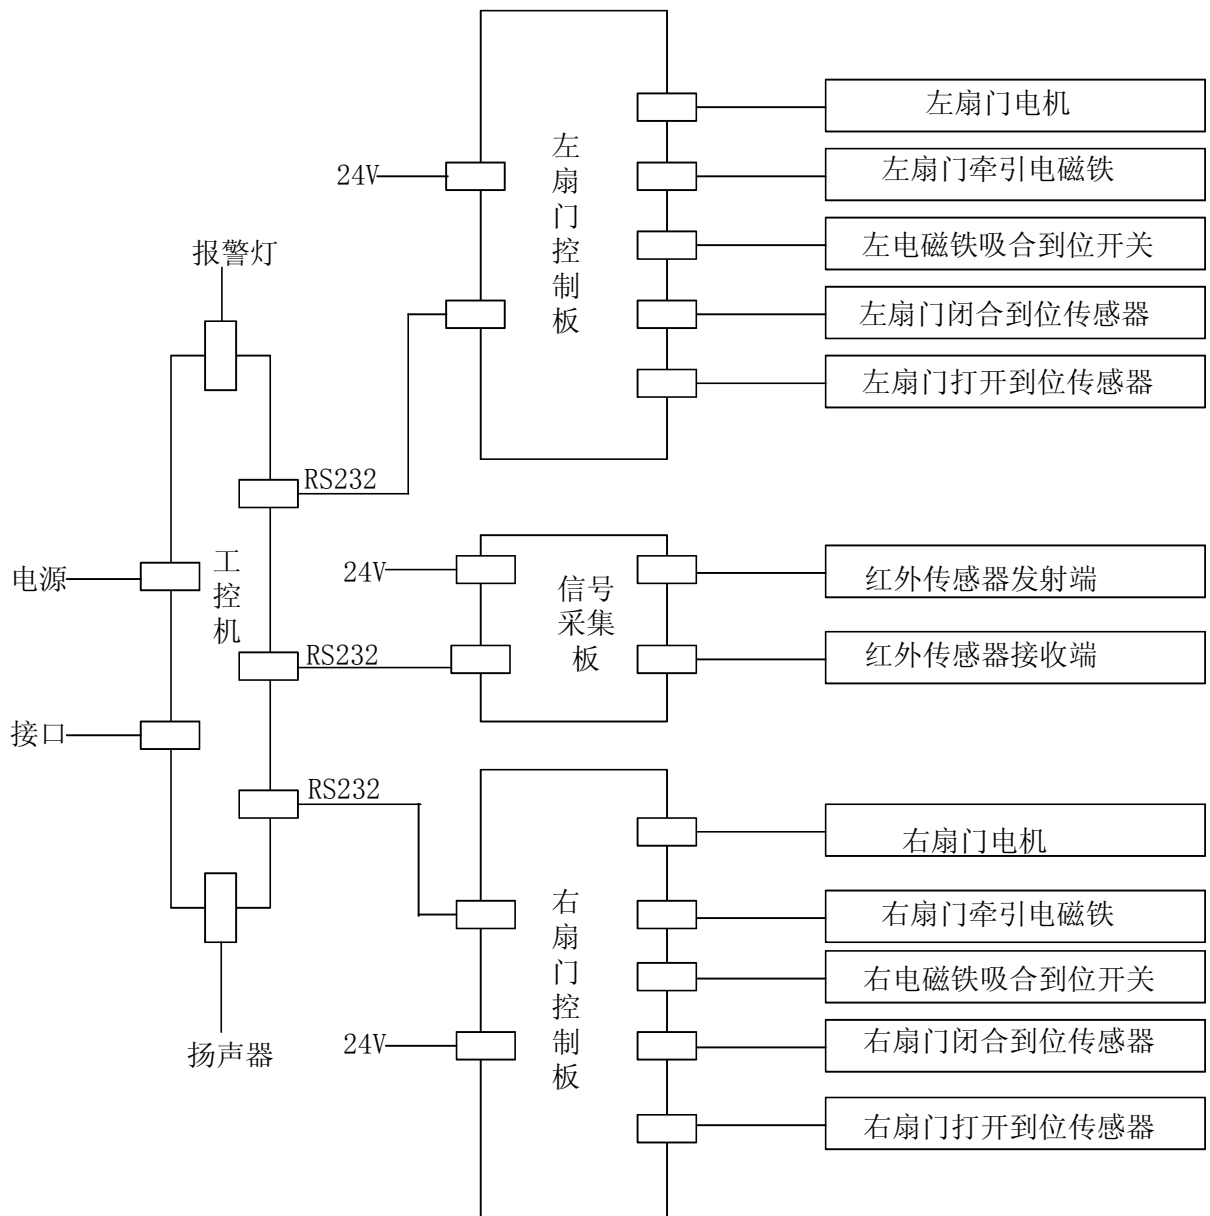 左扇门电机
左扇门控制板
24V
左扇门牵引电磁铁
报警灯
左电磁铁吸合到位开关
左扇门闭合到位传感器
左扇门打开到位传感器
RS232
电源
工控机
24V
信号
采集
板
红外传感器发射端
RS232
红外传感器接收端
接口
RS232
右扇门电机
右扇门控制板
右扇门牵引电磁铁
右电磁铁吸合到位开关
扬声器
24V
右扇门闭合到位传感器
右扇门打开到位传感器